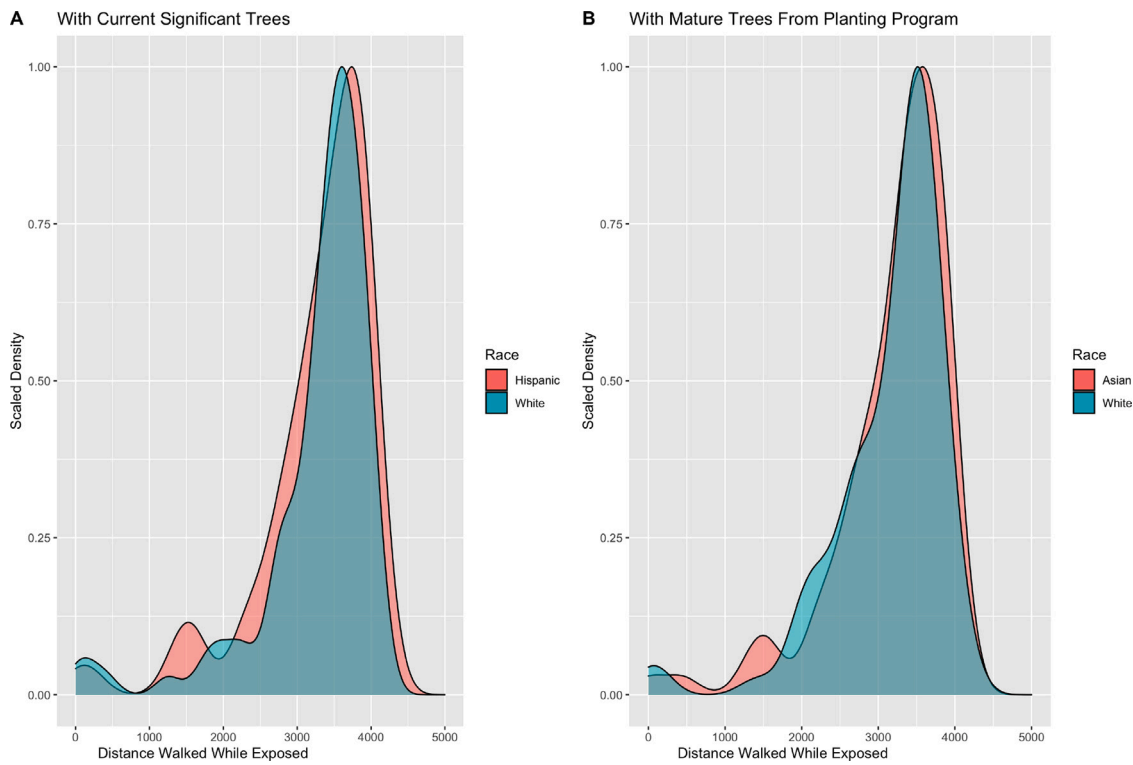 A
With Current Significant Trees
1.00
0.75
0.50
0.25
0.00
Scaled Density
0 1000 2000 3000 4000 5000
Distance Walked While Exposed
Race
Hispanic
White
B
With Mature Trees From Planting Program
1.00
0.75
0.50
0.25
0.00
Scaled Density
0 1000 2000 3000 4000 5000
Distance Walked While Exposed
Race
Asian
White